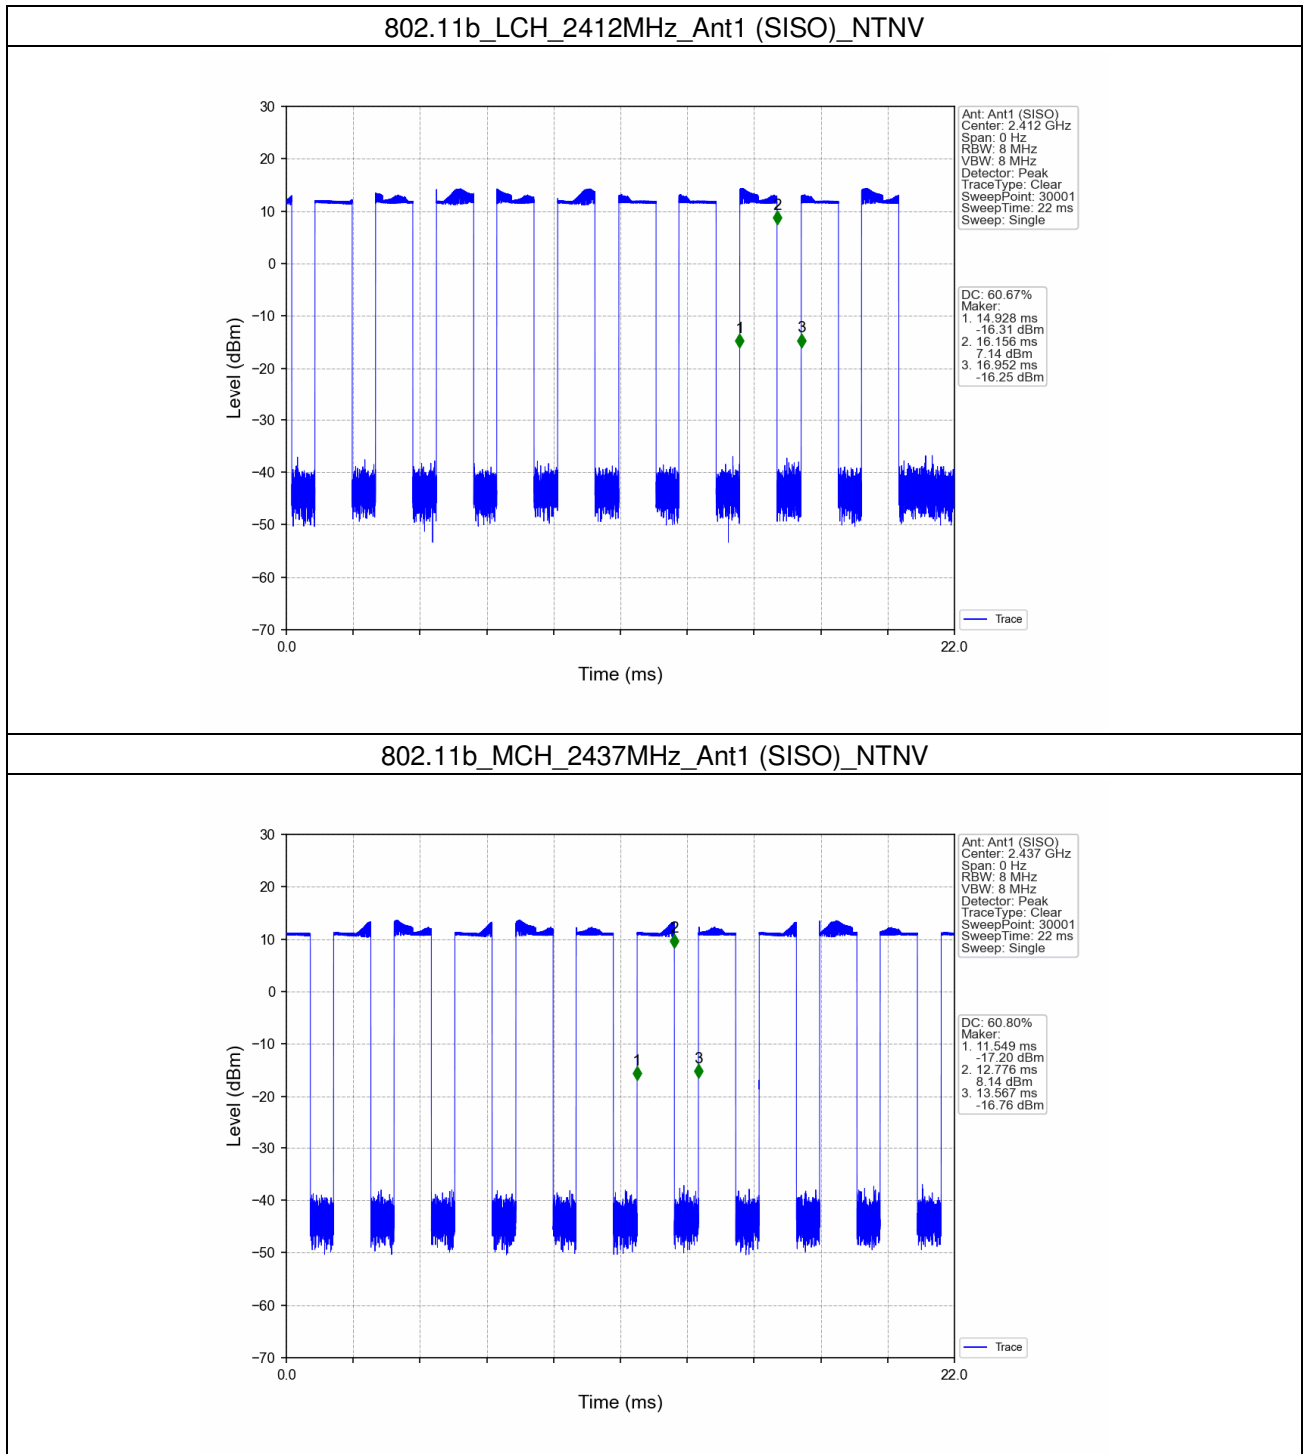 802.11b_LCH_2412MHz_Ant1 (SISO)_NTNV
30
20
10
0
−10
−20
−30
−40
−50
−60
−70
Level (dBm)
0.0
22.0
Time (ms)
1
2
3
Ant: Ant1 (SISO)
Center: 2.412 GHz
Span: 0 Hz
RBW: 8 MHz
VBW: 8 MHz
Detector: Peak
TraceType: Clear
SweepPoint: 30001
SweepTime: 22 ms
Sweep: Single
DC: 60.67%
Maker:
1. 14.928 ms
-16.31 dBm
2. 16.156 ms
7.14 dBm
3. 16.952 ms
-16.25 dBm
Trace
802.11b_MCH_2437MHz_Ant1 (SISO)_NTNV
30
20
10
0
−10
−20
−30
−40
−50
−60
−70
Level (dBm)
0.0
22.0
Time (ms)
1
2
3
Ant: Ant1 (SISO)
Center: 2.437 GHz
Span: 0 Hz
RBW: 8 MHz
VBW: 8 MHz
Detector: Peak
TraceType: Clear
SweepPoint: 30001
SweepTime: 22 ms
Sweep: Single
DC: 60.80%
Maker:
1. 11.549 ms
-17.20 dBm
2. 12.776 ms
8.14 dBm
3. 13.567 ms
-16.76 dBm
Trace